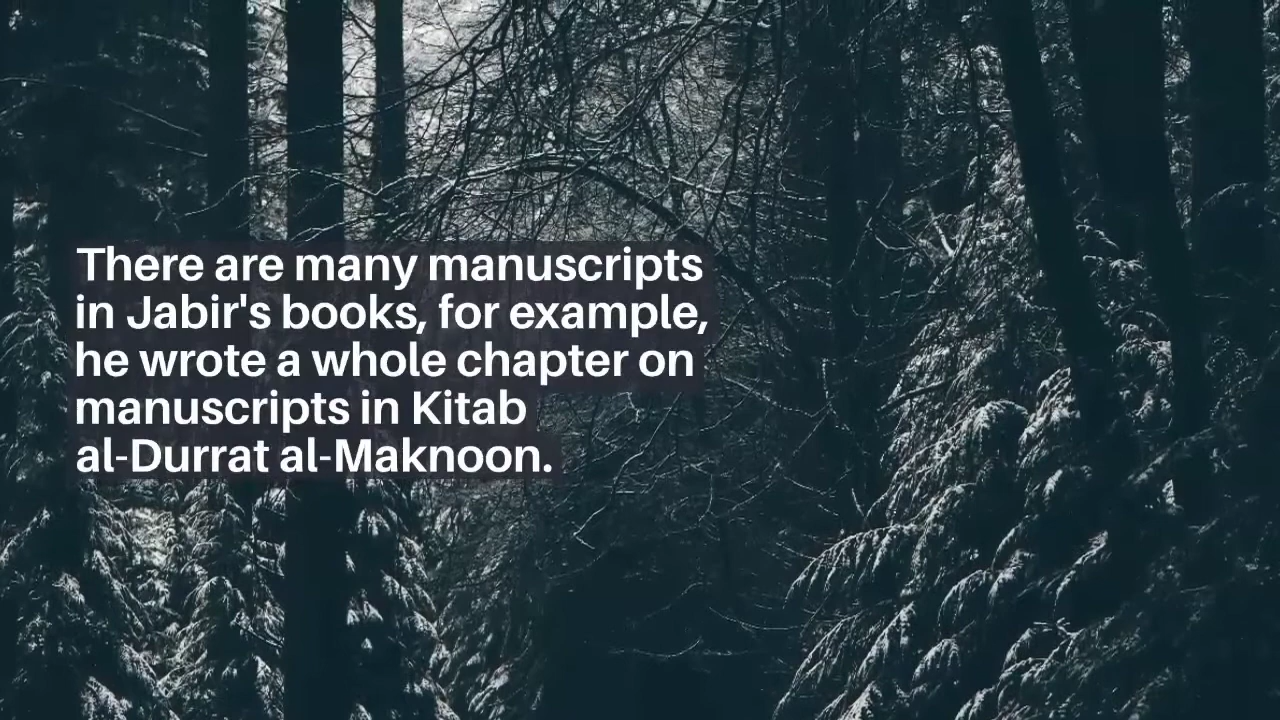 There are many manuscripts
in Jabir's books, for example,
he wrote a whole chapter on
manuscripts in Kitab
al-Durrat al-Maknoon.